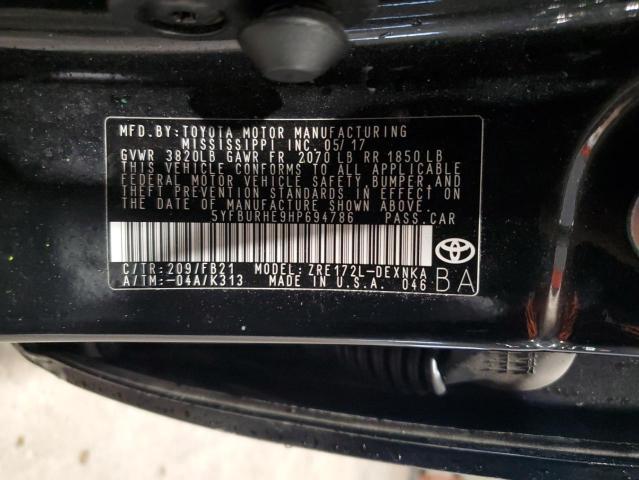 MFD.BY:TOYOTA MOTOR MANUFACTURING
MISSISSIPPI INC.05/17
GVWR 3820LB GAWR FR 2070 LB RR 1850 LB
THIS VEHICLE CONFORMS TO ALL APPLICABLE
FEDERAL MOTOR VEHICLE SAFETY,BUMPER AND
THEFT PREVENTION STANDARDS IN EFFECT ON
THE DATE OF MANUFACTURE SHOWN ABOVE.
5YFBURHE9HP694786 PASS.CAR
C/TR:209/FB21 MODEL:ZRE172L-DEXNKA
A/TM:-04A/K313 MADE IN U.S.A. 046
BA